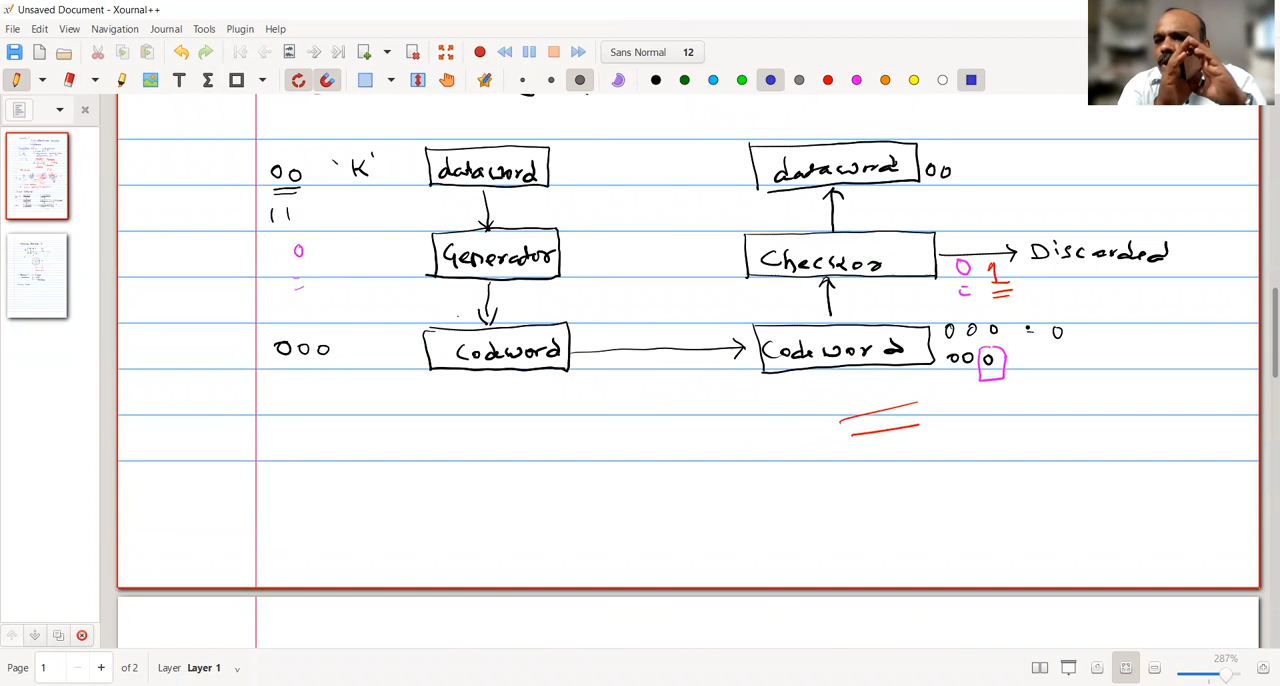 Unsaved Document - Xournal++
File Edit View Navigation Journal Tools Plugin Help
Sans Normal 12
00 'K' dataword dataword 00
11
0 Generator Checker 0 1 Discarded
000 Codeword Codeword 000 = 0
000
287%
Page 1 of 2 Layer Layer 1